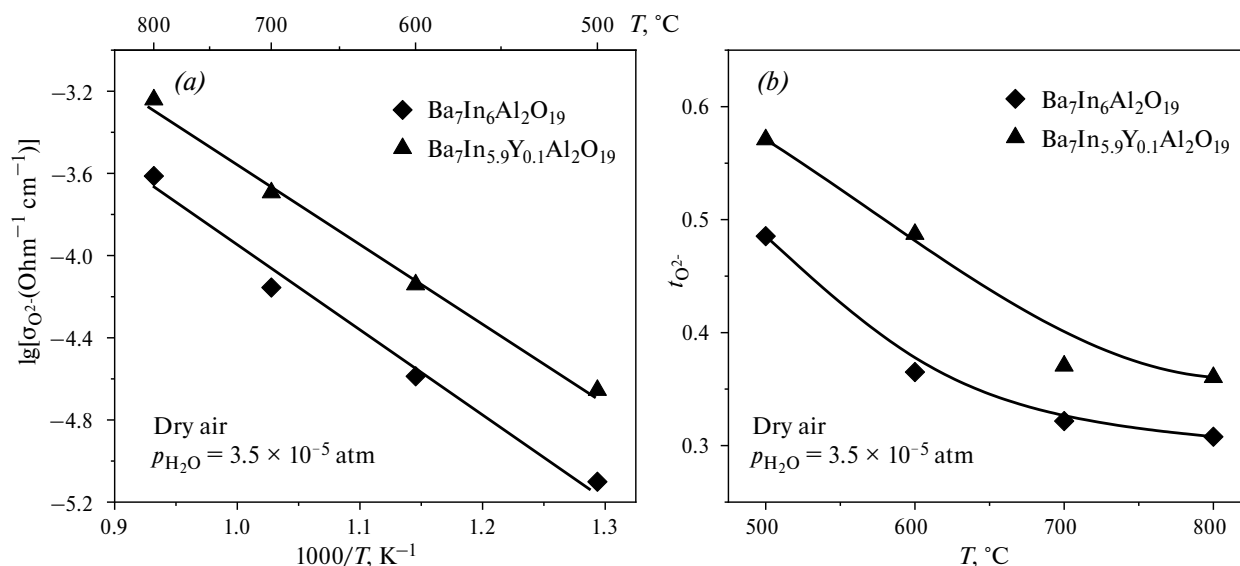 800 700 600 500 T, °C
(a)
Ba₇In₆Al₂O₁₉
Ba₇In₅.₉Y₀.₁Al₂O₁₉
−3.2
−3.6
−4.0
−4.4
−4.8
−5.2
lg[σO²⁻(Ohm⁻¹ cm⁻¹)]
Dry air
pH₂O = 3.5 × 10⁻⁵ atm
0.9 1.0 1.1 1.2 1.3
1000/T, K⁻¹
(b)
Ba₇In₆Al₂O₁₉
Ba₇In₅.₉Y₀.₁Al₂O₁₉
0.6
0.5
0.4
0.3
tO²⁻
Dry air
pH₂O = 3.5 × 10⁻⁵ atm
500 600 700 800
T, °C